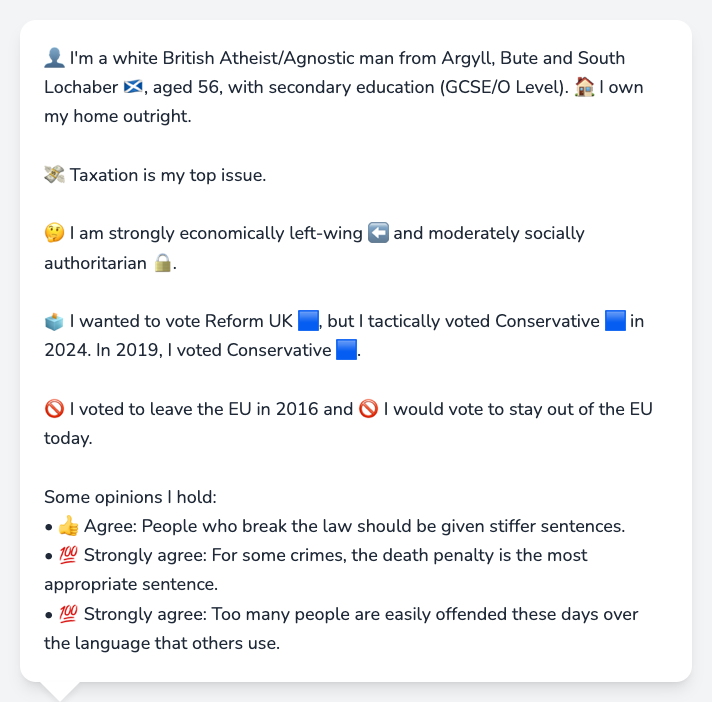 👤 I'm a white British Atheist/Agnostic man from Argyll, Bute and South
Lochaber 🏴󠁧󠁢󠁳󠁣󠁴󠁿, aged 56, with secondary education (GCSE/O Level). 🏠 I own
my home outright.
💸 Taxation is my top issue.
🤔 I am strongly economically left-wing ⬅️ and moderately socially
authoritarian 🔒.
🗳️ I wanted to vote Reform UK 🟦, but I tactically voted Conservative 🟦 in
2024. In 2019, I voted Conservative 🟦.
🚫 I voted to leave the EU in 2016 and 🚫 I would vote to stay out of the EU
today.
Some opinions I hold:
• 👍 Agree: People who break the law should be given stiffer sentences.
• 💯 Strongly agree: For some crimes, the death penalty is the most
appropriate sentence.
• 💯 Strongly agree: Too many people are easily offended these days over
the language that others use.